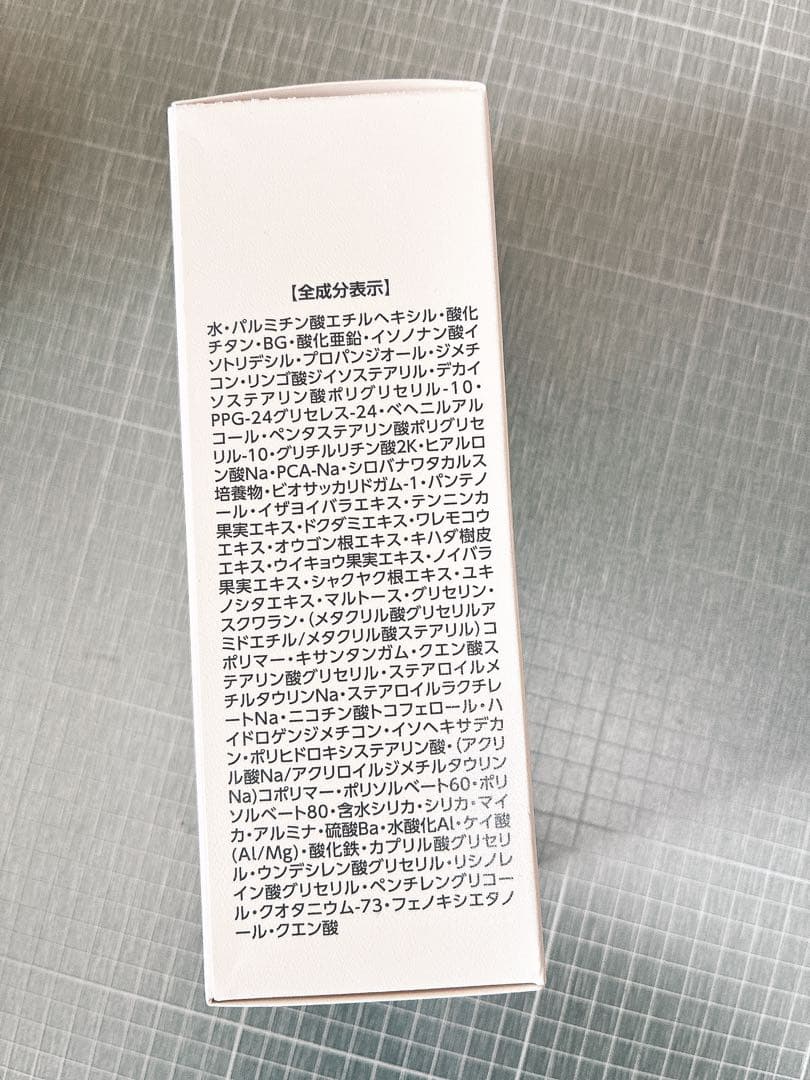 【全成分表示】
水・パルミチン酸エチルヘキシル・酸化
チタン・BG・酸化亜鉛・イソノナン酸イ
ソトリデシル・プロパンジオール・ジメチ
コン・リンゴ酸ジイソステアリル・デカイ
ソステアリン酸ポリグリセリル-10・
PPG-24グリセレス-24・ベヘニルアル
コール・ペンタステアリン酸ポリグリセ
リル-10・グリチルリチン酸2K・ヒアルロ
ン酸Na・PCA-Na・シロバナワタカルス
培養物・ビオサッカリドガム-1・パンテノ
ール・イザヨイバラエキス・テンニンカ
果実エキス・ドクダミエキス・ワレモコウ
エキス・オウゴン根エキス・キハダ樹皮
エキス・ウイキョウ果実エキス・ノイバラ
果実エキス・シャクヤク根エキス・ユキ
ノシタエキス・マルトース・グリセリン・
スクワラン・(メタクリル酸グリセリルア
ミドエチル/メタクリル酸ステアリル)コ
ポリマー・キサンタンガム・クエン酸ス
テアリン酸グリセリル・ステアロイルメ
チルタウリンNa・ステアロイルラクチレ
ートNa・ニコチン酸トコフェロール・ハ
イドロゲンジメチコン・イソヘキサデカ
ン・ポリヒドロキシステアリン酸・(アクリ
ル酸Na/アクリロイルジメチルタウリン
Na)コポリマー・ポリソルベート60・ポリ
ソルベート80・含水シリカ・シリカ・マイ
カ・アルミナ・硫酸Ba・水酸化Al・ケイ酸
(Al/Mg)・酸化鉄・カプリル酸グリセリ
ル・ウンデシレン酸グリセリル・リシノレ
イン酸グリセリル・ペンチレングリコー
ル・クオタニウム-73・フェノキシエタノ
ール・クエン酸